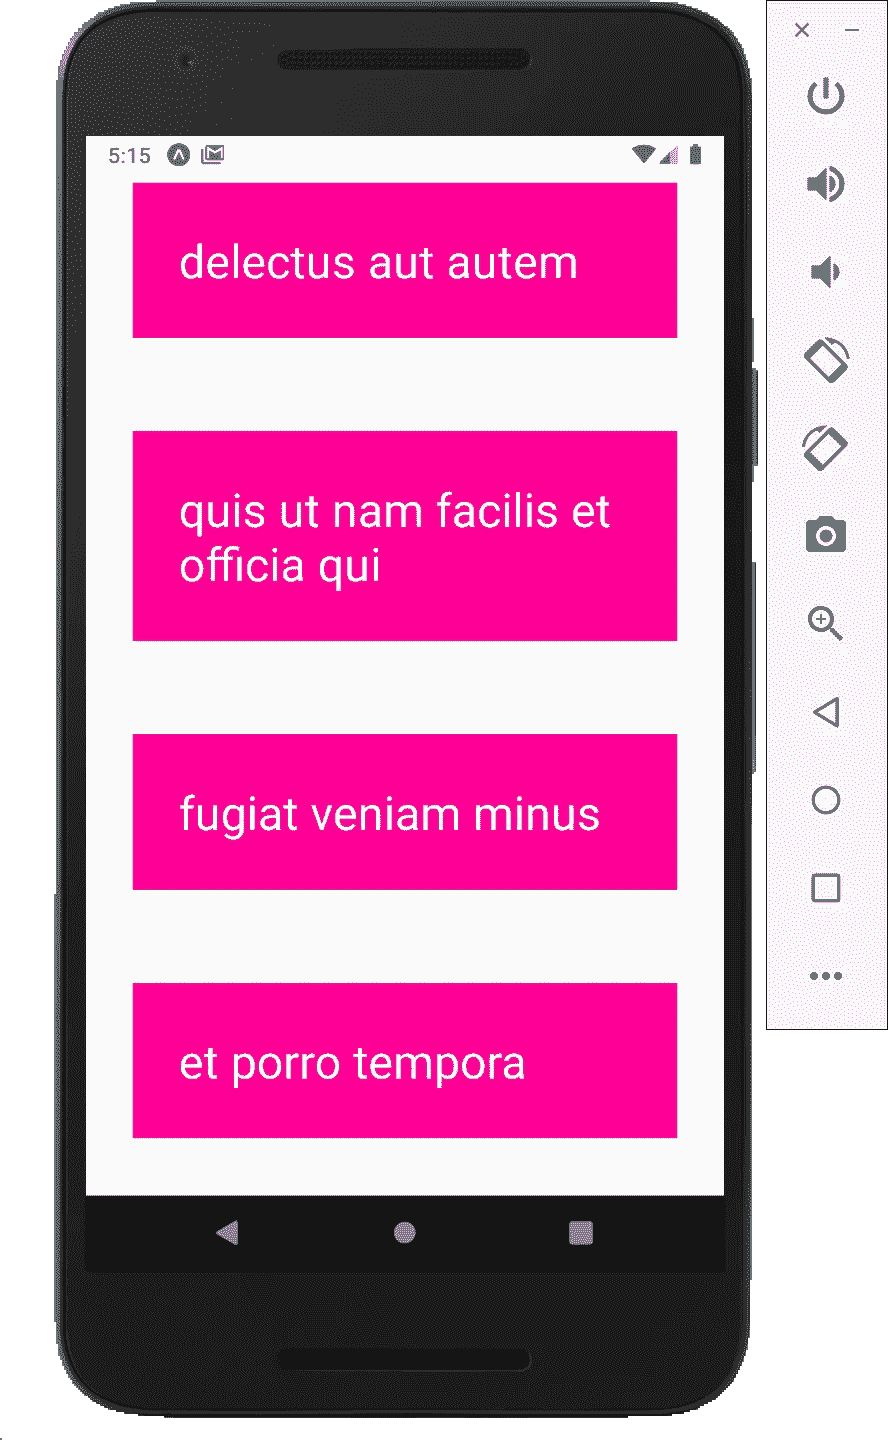 5:15
delectus aut autem
quis ut nam facilis et
officia qui
fugiat veniam minus
et porro tempora